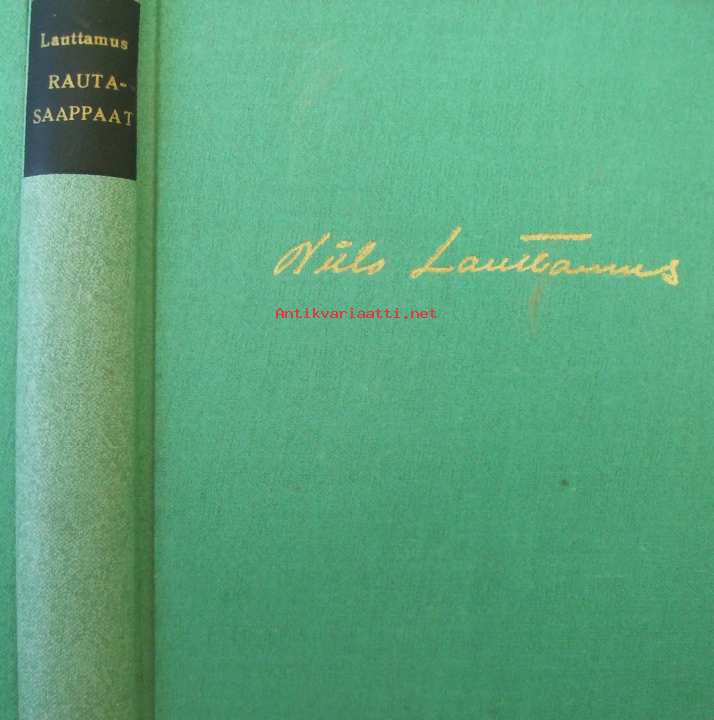 Lauttamus
RAUTA-
SAAPPAAT
Niilo Lauttamus
Antikvariaatti.net